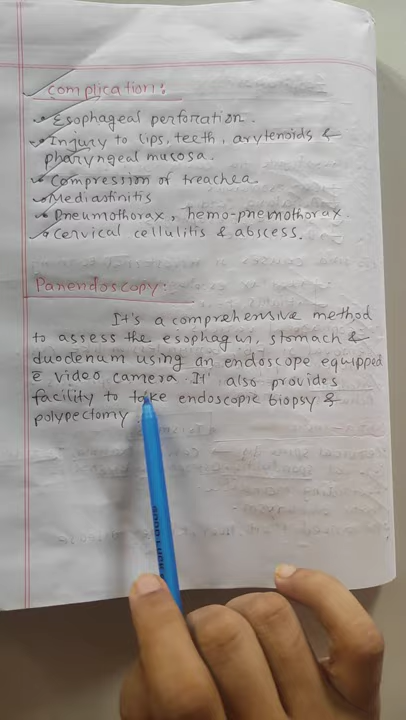 Complication:
Esophageal perforation.
Injury to lips, teeth, arytenoids &
pharyngeal mucosa.
Compression of treachea
Mediastinitis
Pneumothorax, hemo-pnemothorax.
Cervical cellulitis & abscess.
Panendoscopy:
It's a comprehensive method
to assess the esophagus, stomach &
duodenum using an endoscope equipped
c̄ video camera. It' also provides
facility to take endoscopic biopsy &
polypectomy